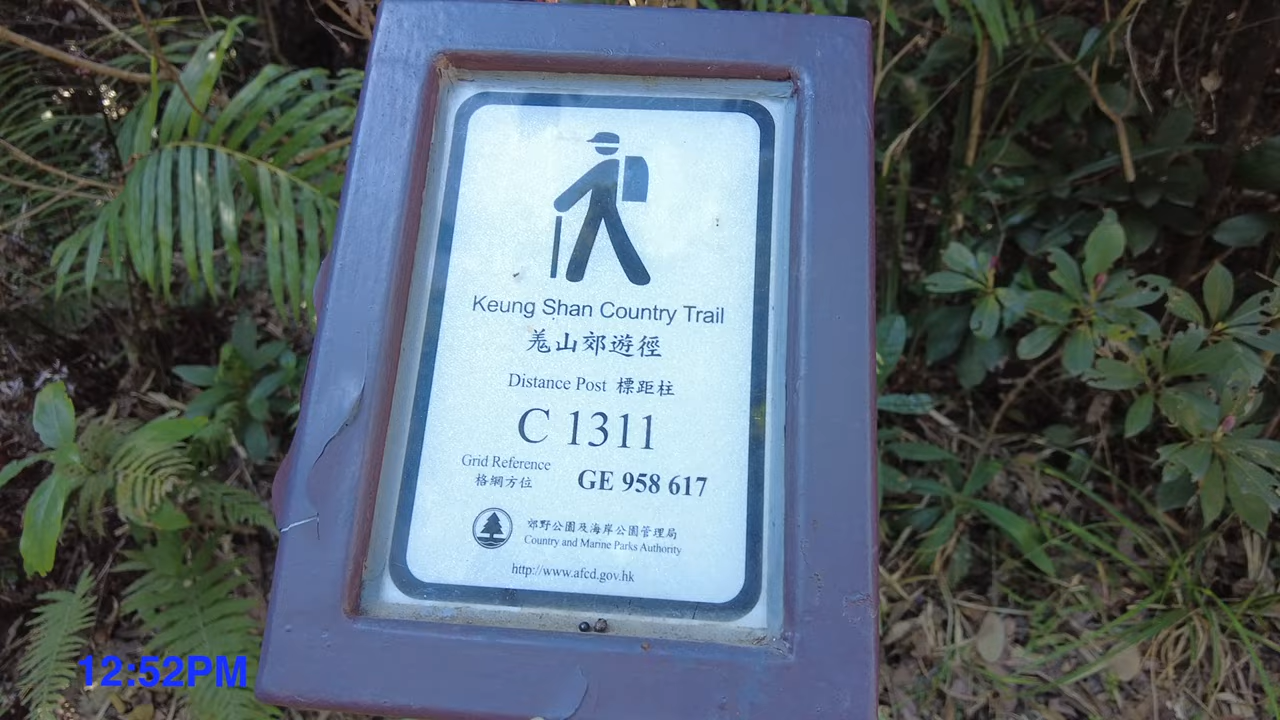 Keung Shan Country Trail
羗山郊遊徑
Distance Post 標距柱
C 1311
Grid Reference
格網方位
GE 958 617
郊野公園及海岸公園管理局
Country and Marine Parks Authority
http://www.afcd.gov.hk
12:52PM